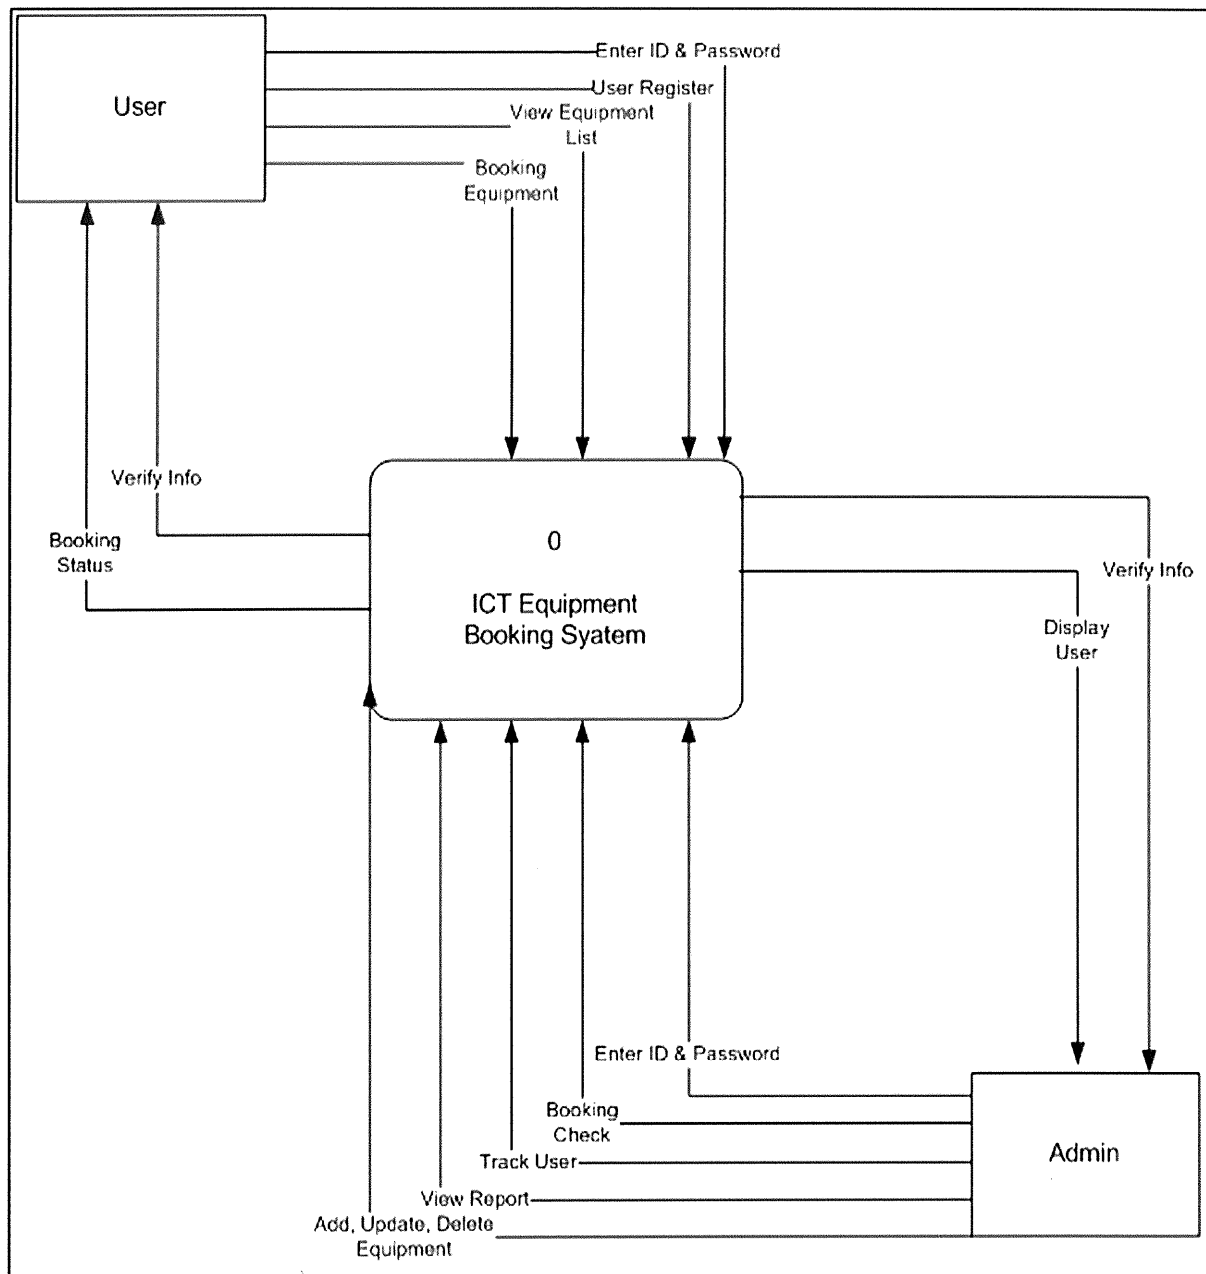 Enter ID & Password
User
User Register
View Equipment
List
Booking
Equipment
Verify Info
Booking
Status
0
ICT Equipment
Booking Syatem
Verify Info
Display
User
Enter ID & Password
Booking
Check
Admin
Track User
View Report
Add, Update, Delete
Equipment